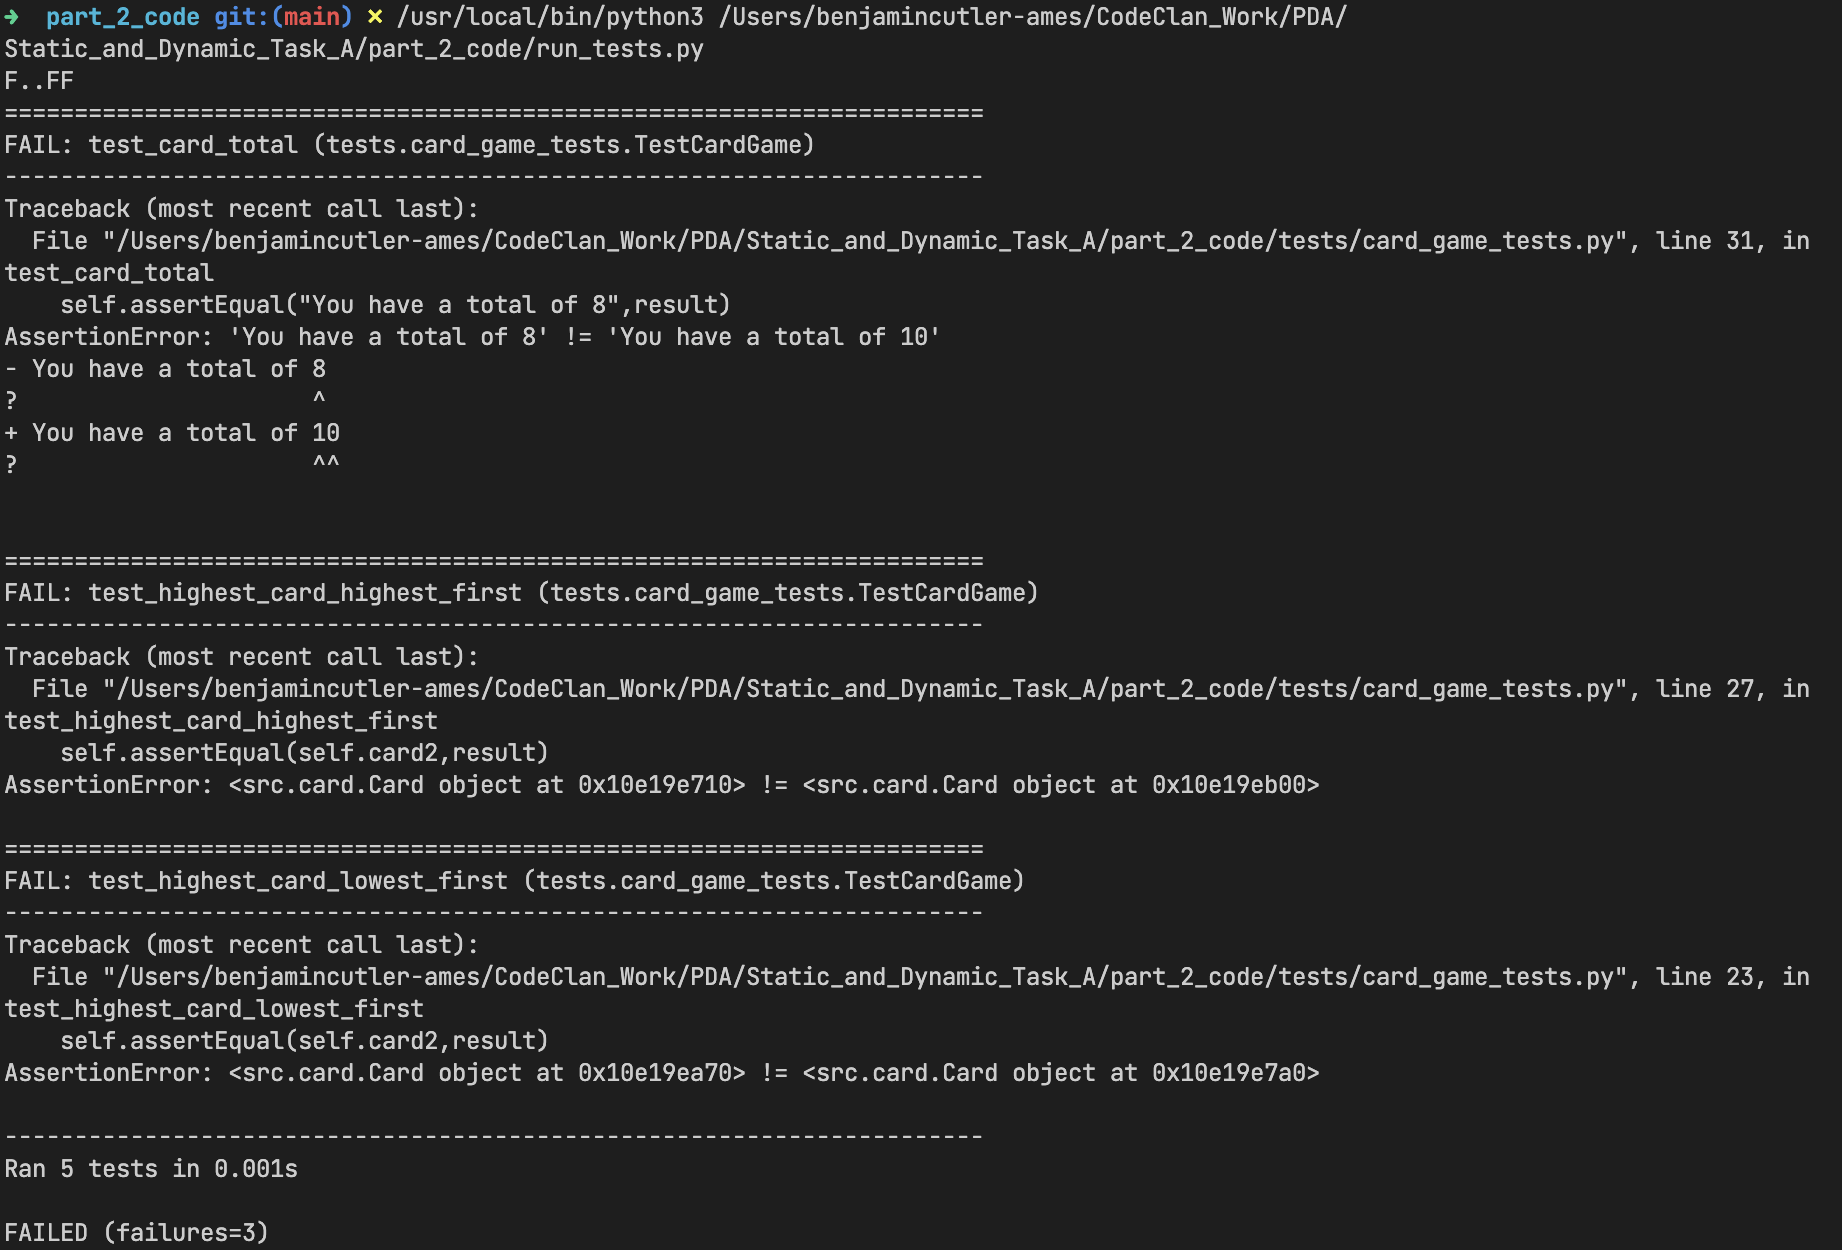 ➜  part_2_code git:(main) ✗ /usr/local/bin/python3 /Users/benjamincutler-ames/CodeClan_Work/PDA/
Static_and_Dynamic_Task_A/part_2_code/run_tests.py
F..FF
======================================================================
FAIL: test_card_total (tests.card_game_tests.TestCardGame)
----------------------------------------------------------------------
Traceback (most recent call last):
  File "/Users/benjamincutler-ames/CodeClan_Work/PDA/Static_and_Dynamic_Task_A/part_2_code/tests/card_game_tests.py", line 31, in
test_card_total
    self.assertEqual("You have a total of 8",result)
AssertionError: 'You have a total of 8' != 'You have a total of 10'
- You have a total of 8
?                     ^
+ You have a total of 10
?                     ^^


======================================================================
FAIL: test_highest_card_highest_first (tests.card_game_tests.TestCardGame)
----------------------------------------------------------------------
Traceback (most recent call last):
  File "/Users/benjamincutler-ames/CodeClan_Work/PDA/Static_and_Dynamic_Task_A/part_2_code/tests/card_game_tests.py", line 27, in
test_highest_card_highest_first
    self.assertEqual(self.card2,result)
AssertionError: <src.card.Card object at 0x10e19e710> != <src.card.Card object at 0x10e19eb00>

======================================================================
FAIL: test_highest_card_lowest_first (tests.card_game_tests.TestCardGame)
----------------------------------------------------------------------
Traceback (most recent call last):
  File "/Users/benjamincutler-ames/CodeClan_Work/PDA/Static_and_Dynamic_Task_A/part_2_code/tests/card_game_tests.py", line 23, in
test_highest_card_lowest_first
    self.assertEqual(self.card2,result)
AssertionError: <src.card.Card object at 0x10e19ea70> != <src.card.Card object at 0x10e19e7a0>

----------------------------------------------------------------------
Ran 5 tests in 0.001s

FAILED (failures=3)